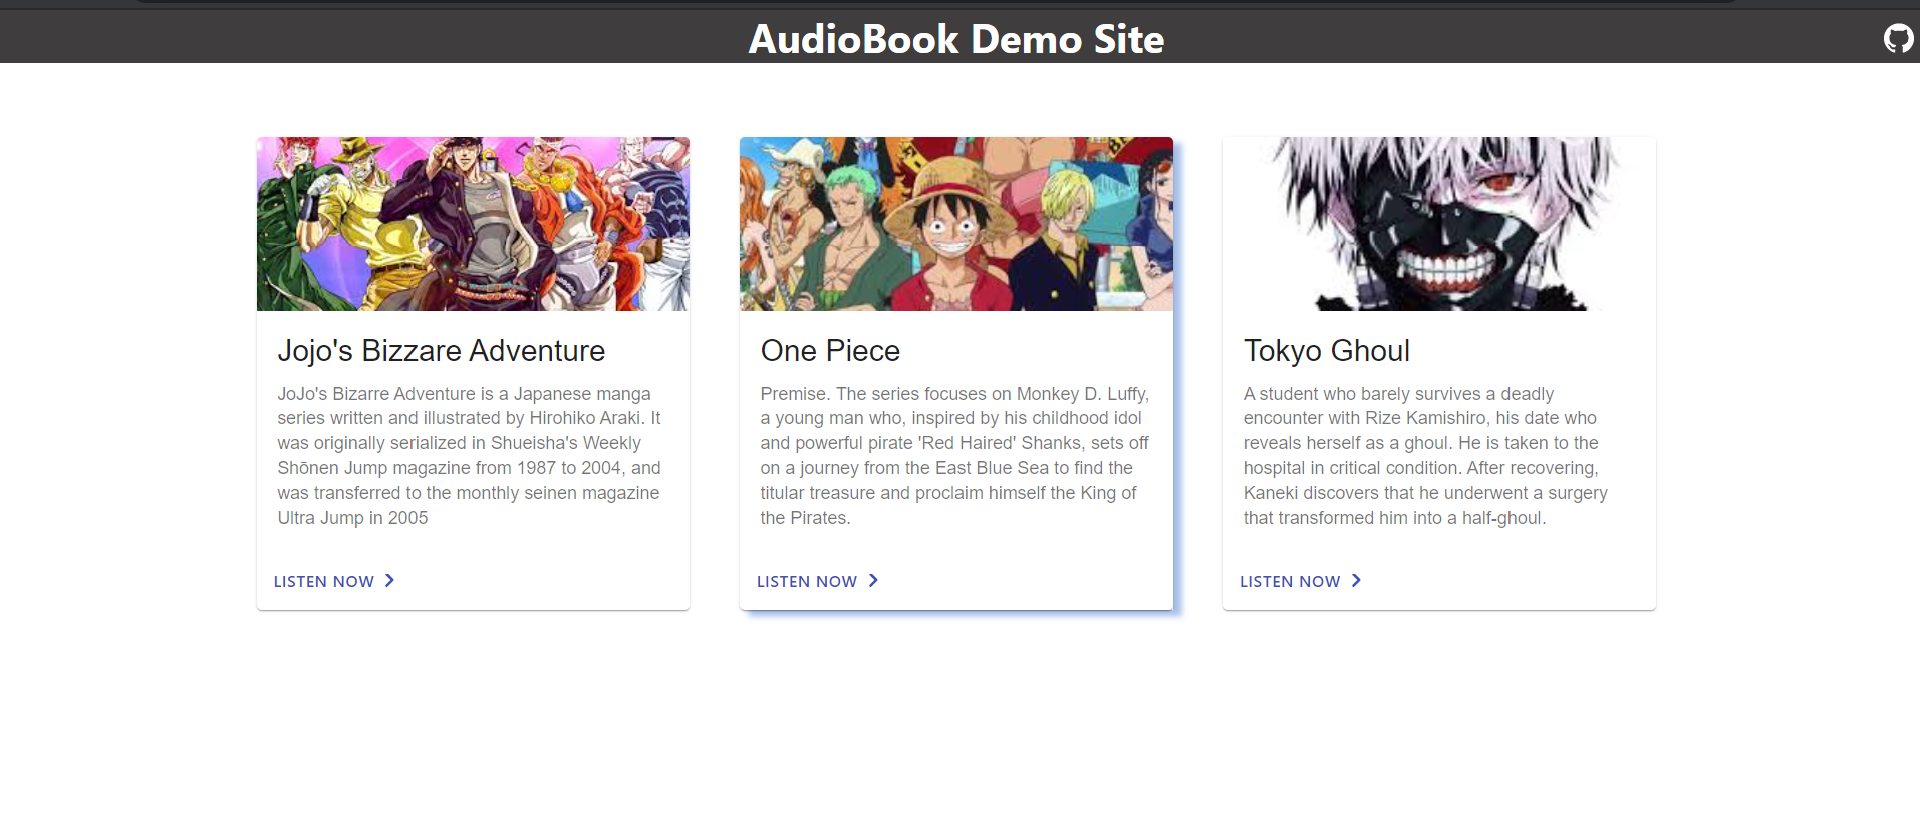 AudioBook Demo Site
Jojo's Bizzare Adventure
JoJo's Bizarre Adventure is a Japanese manga
series written and illustrated by Hirohiko Araki. It
was originally serialized in Shueisha's Weekly
Shōnen Jump magazine from 1987 to 2004, and
was transferred to the monthly seinen magazine
Ultra Jump in 2005
LISTEN NOW
One Piece
Premise. The series focuses on Monkey D. Luffy,
a young man who, inspired by his childhood idol
and powerful pirate 'Red Haired' Shanks, sets off
on a journey from the East Blue Sea to find the
titular treasure and proclaim himself the King of
the Pirates.
LISTEN NOW
Tokyo Ghoul
A student who barely survives a deadly
encounter with Rize Kamishiro, his date who
reveals herself as a ghoul. He is taken to the
hospital in critical condition. After recovering,
Kaneki discovers that he underwent a surgery
that transformed him into a half-ghoul.
LISTEN NOW